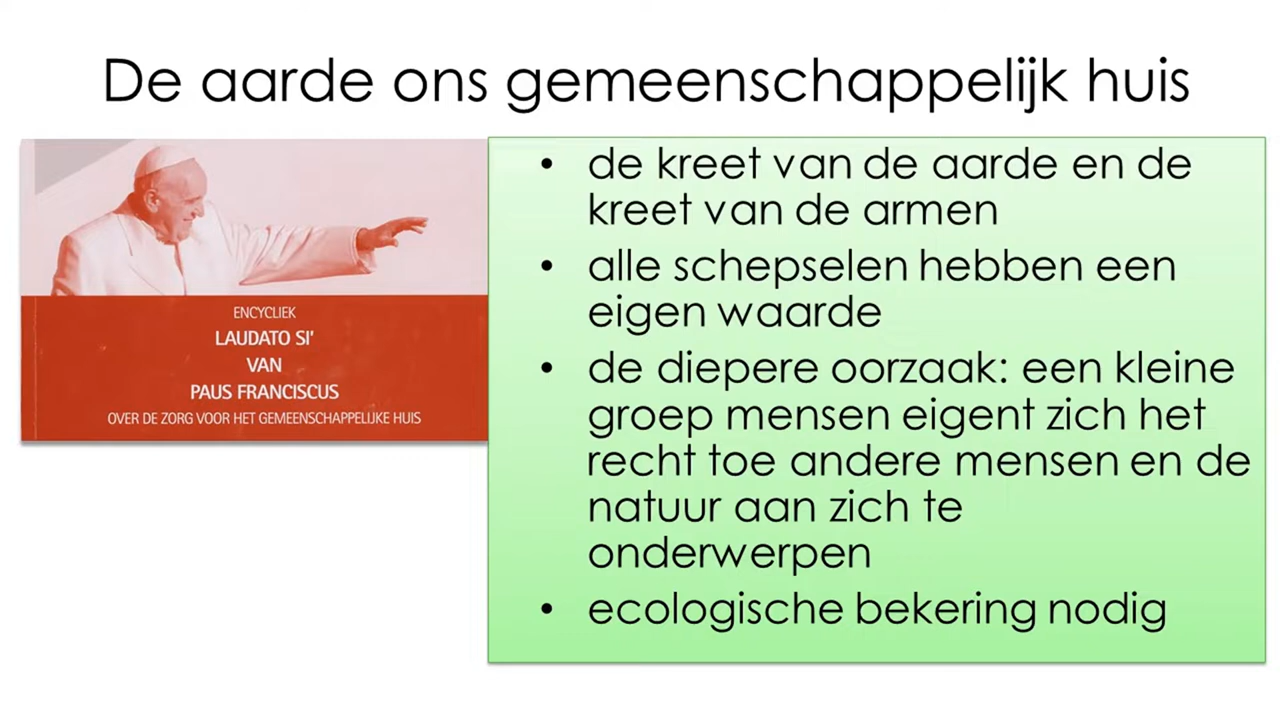 De aarde ons gemeenschappelijk huis
ENCYCLIEK
LAUDATO SI'
VAN
PAUS FRANCISCUS
OVER DE ZORG VOOR HET GEMEENSCHAPPELIJKE HUIS
• de kreet van de aarde en de
kreet van de armen
• alle schepselen hebben een
eigen waarde
• de diepere oorzaak: een kleine
groep mensen eigent zich het
recht toe andere mensen en de
natuur aan zich te
onderwerpen
• ecologische bekering nodig